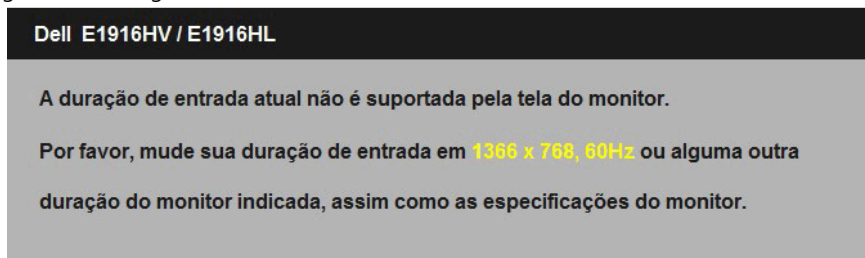 Dell E1916HV / E1916HL
A duração de entrada atual não é suportada pela tela do monitor.
Por favor, mude sua duração de entrada em 1366 x 768, 60Hz ou alguma outra
duração do monitor indicada, assim como as especificações do monitor.